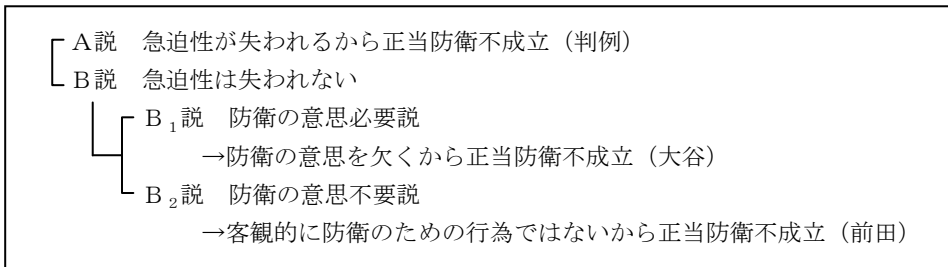 A説 急迫性が失われるから正当防衛不成立（判例）
B説 急迫性は失われない
B₁説 防衛の意思必要説
→防衛の意思を欠くから正当防衛不成立（大谷）
B₂説 防衛の意思不要説
→客観的に防衛のための行為ではないから正当防衛不成立（前田）